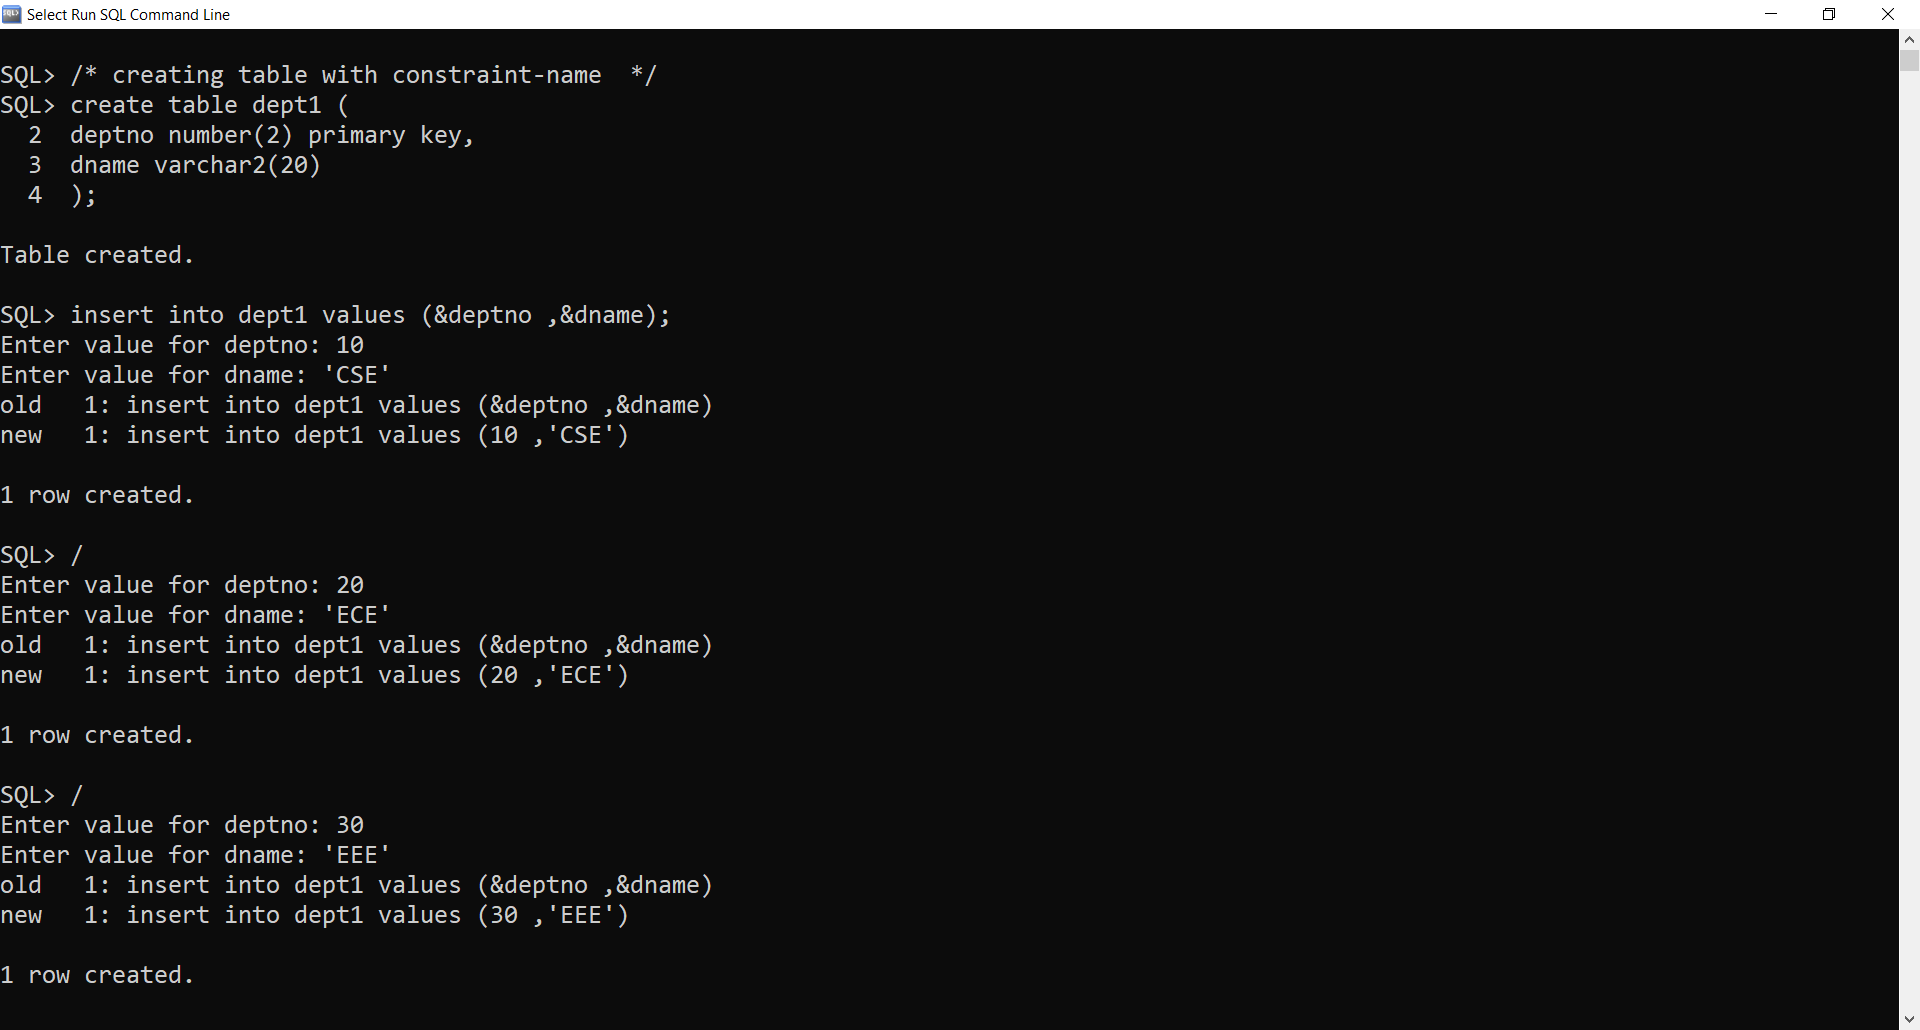 Select Run SQL Command Line
SQL> /* creating table with constraint-name  */
SQL> create table dept1 (
  2  deptno number(2) primary key,
  3  dname varchar2(20)
  4  );
Table created.
SQL> insert into dept1 values (&deptno ,&dname);
Enter value for deptno: 10
Enter value for dname: 'CSE'
old   1: insert into dept1 values (&deptno ,&dname)
new   1: insert into dept1 values (10 ,'CSE')
1 row created.
SQL> /
Enter value for deptno: 20
Enter value for dname: 'ECE'
old   1: insert into dept1 values (&deptno ,&dname)
new   1: insert into dept1 values (20 ,'ECE')
1 row created.
SQL> /
Enter value for deptno: 30
Enter value for dname: 'EEE'
old   1: insert into dept1 values (&deptno ,&dname)
new   1: insert into dept1 values (30 ,'EEE')
1 row created.